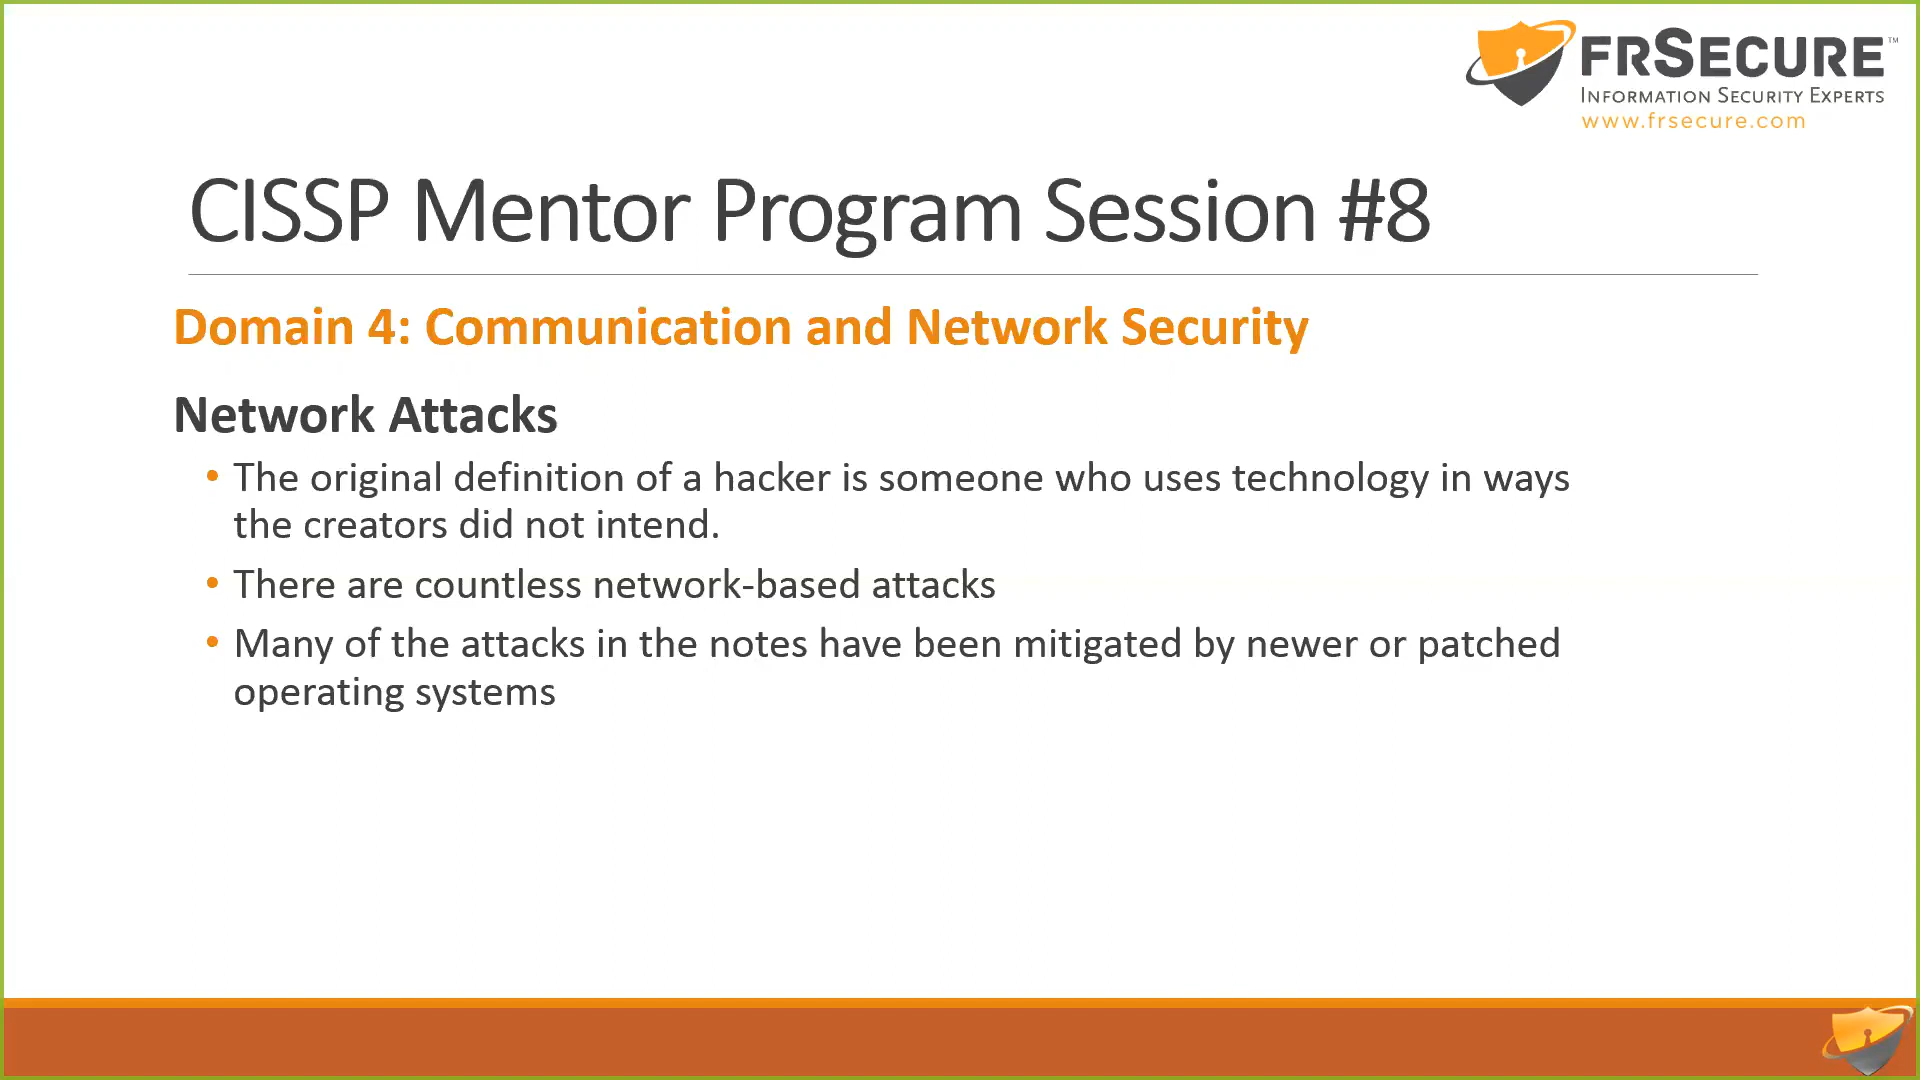 FRSECURE™
INFORMATION SECURITY EXPERTS
www.frsecure.com
CISSP Mentor Program Session #8
Domain 4: Communication and Network Security
Network Attacks
• The original definition of a hacker is someone who uses technology in ways
the creators did not intend.
• There are countless network-based attacks
• Many of the attacks in the notes have been mitigated by newer or patched
operating systems